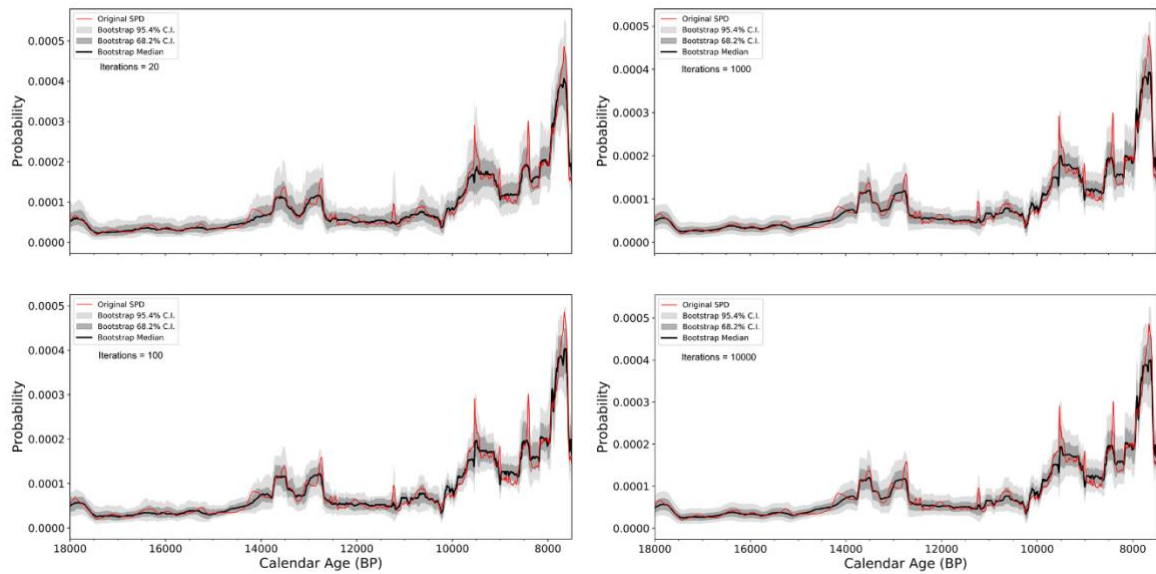 Original SPD
Bootstrap 95.4% C.I.
Bootstrap 68.2% C.I.
Bootstrap Median
Iterations = 20
0.0005
0.0004
0.0003
0.0002
0.0001
0.0000
Probability
Original SPD
Bootstrap 95.4% C.I.
Bootstrap 68.2% C.I.
Bootstrap Median
Iterations = 1000
0.0005
0.0004
0.0003
0.0002
0.0001
0.0000
Probability
Original SPD
Bootstrap 95.4% C.I.
Bootstrap 68.2% C.I.
Bootstrap Median
Iterations = 100
0.0005
0.0004
0.0003
0.0002
0.0001
0.0000
Probability
18000 16000 14000 12000 10000 8000
Calendar Age (BP)
Original SPD
Bootstrap 95.4% C.I.
Bootstrap 68.2% C.I.
Bootstrap Median
Iterations = 10000
0.0005
0.0004
0.0003
0.0002
0.0001
0.0000
Probability
18000 16000 14000 12000 10000 8000
Calendar Age (BP)